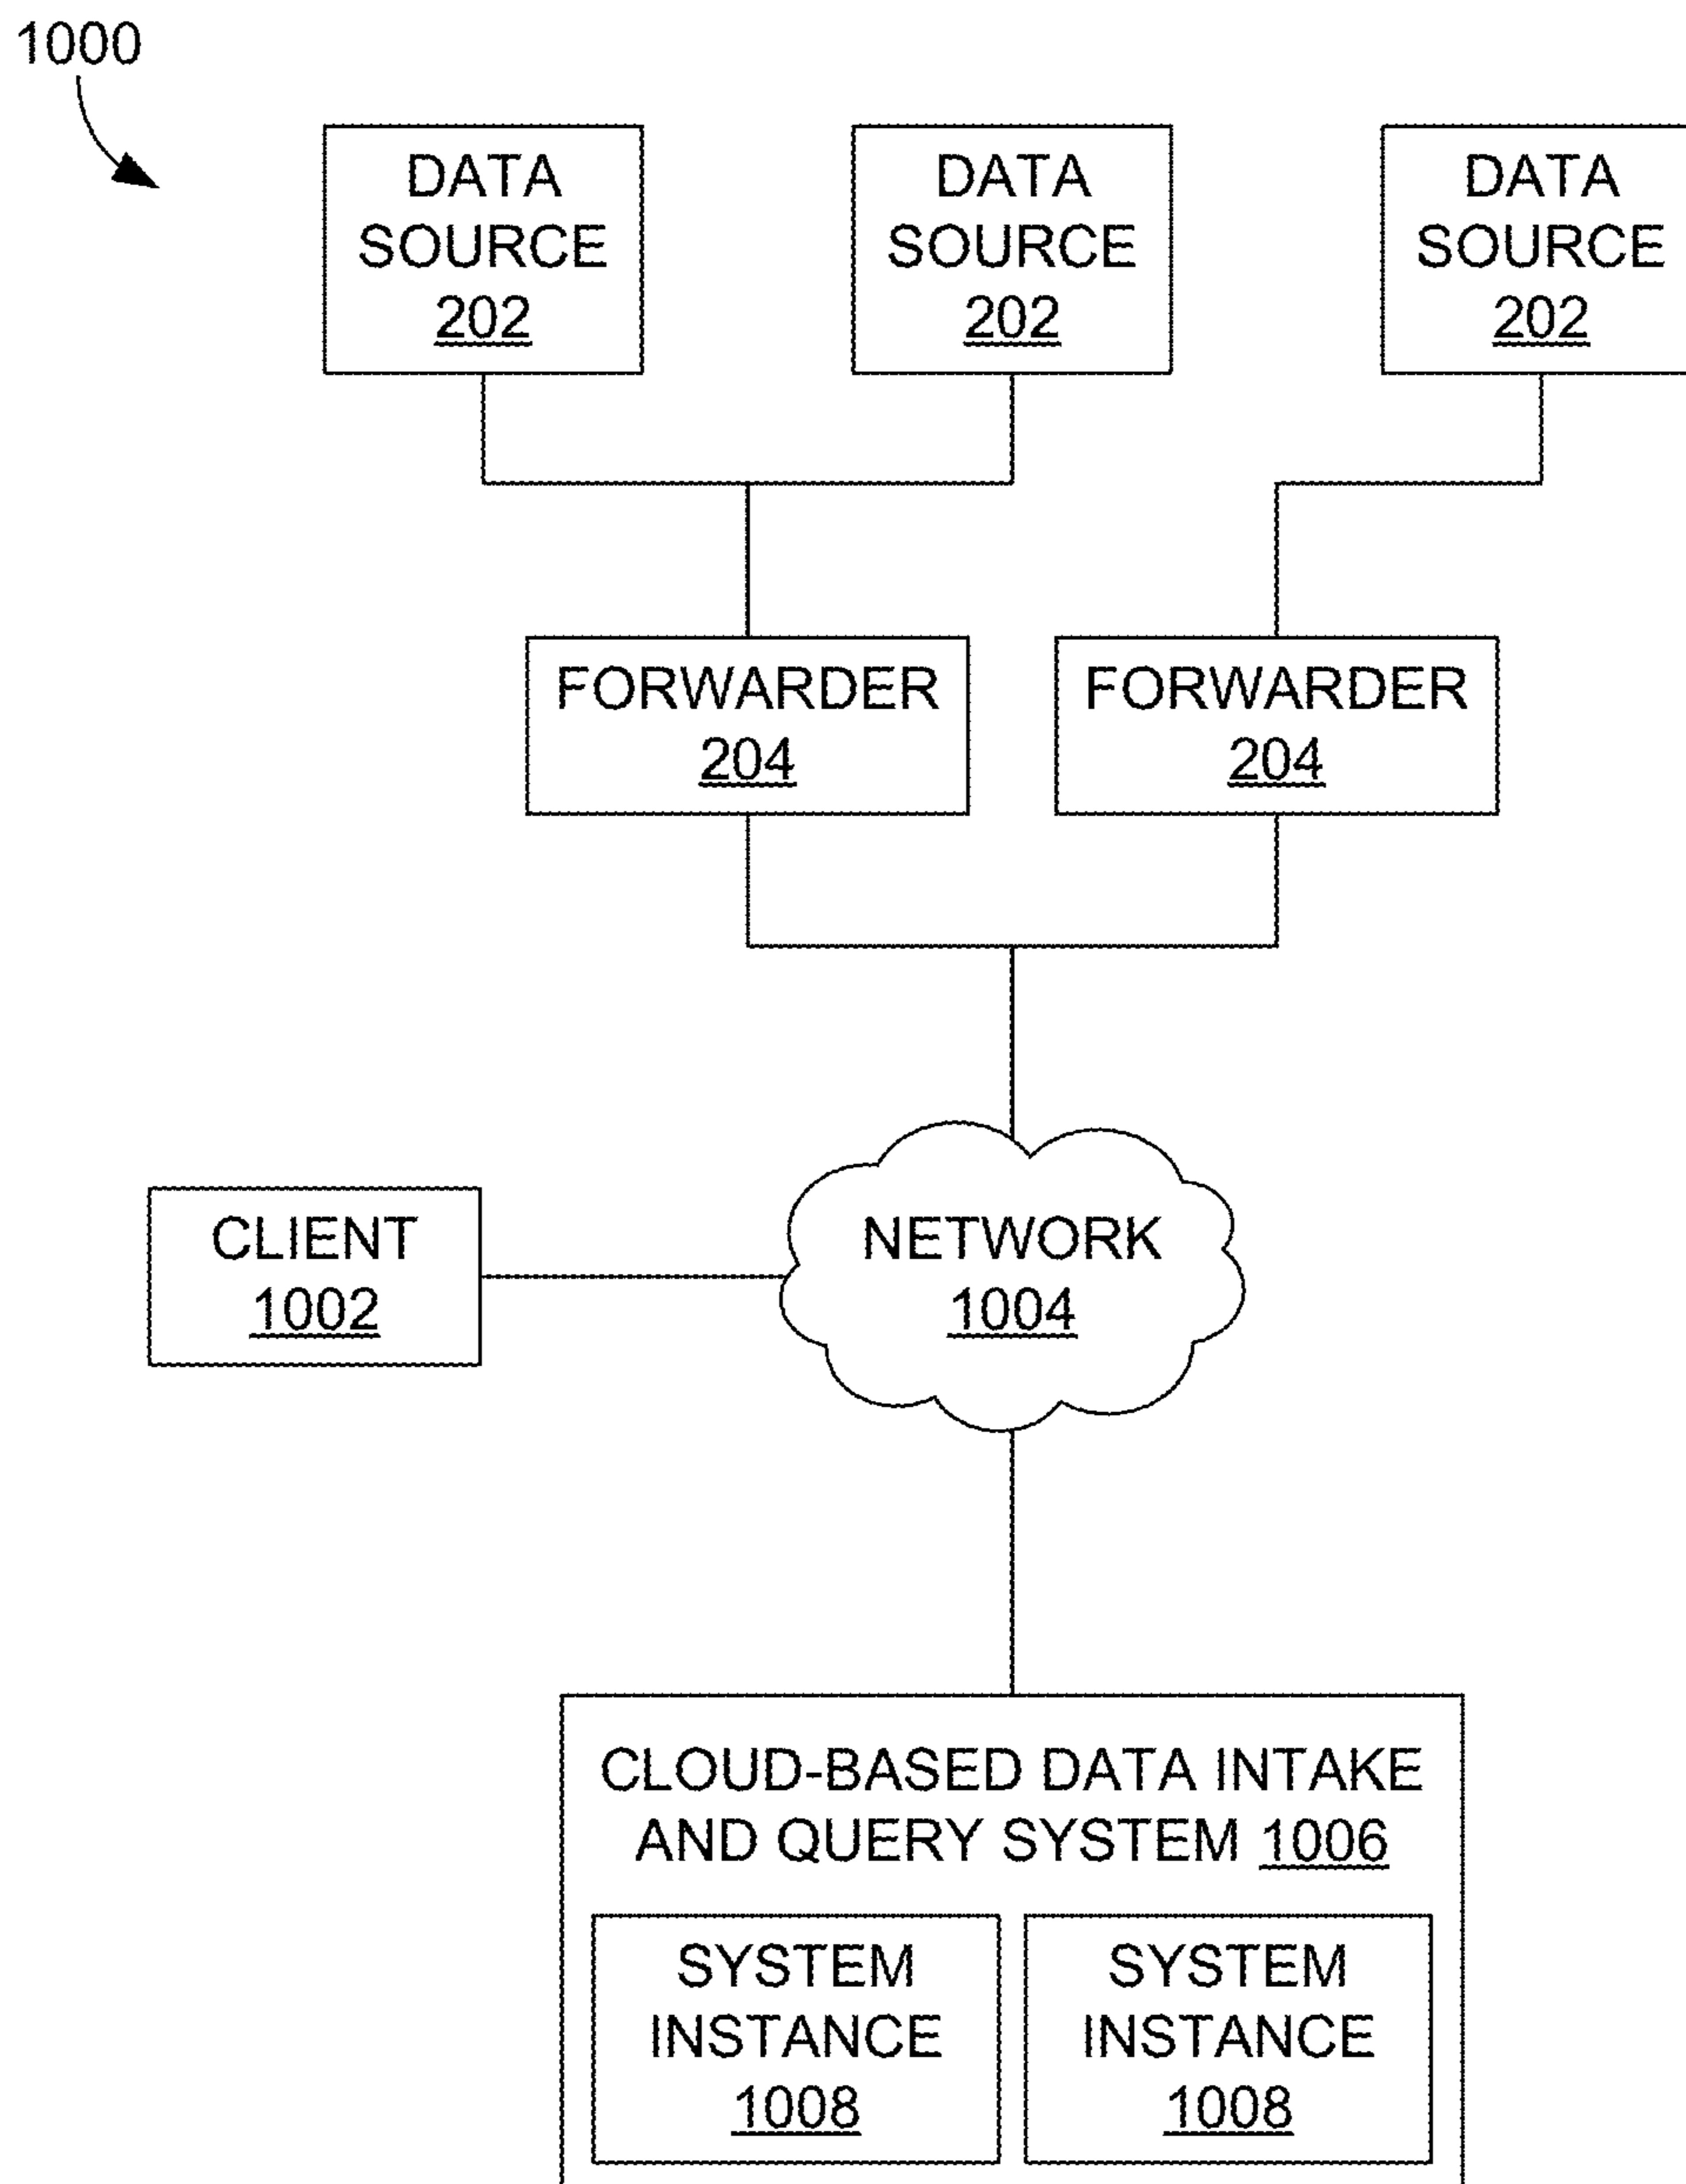 1000
DATA
SOURCE
202
DATA
SOURCE
202
DATA
SOURCE
202
FORWARDER
204
FORWARDER
204
CLIENT
1002
NETWORK
1004
CLOUD-BASED DATA INTAKE
AND QUERY SYSTEM 1006
SYSTEM
INSTANCE
1008
SYSTEM
INSTANCE
1008